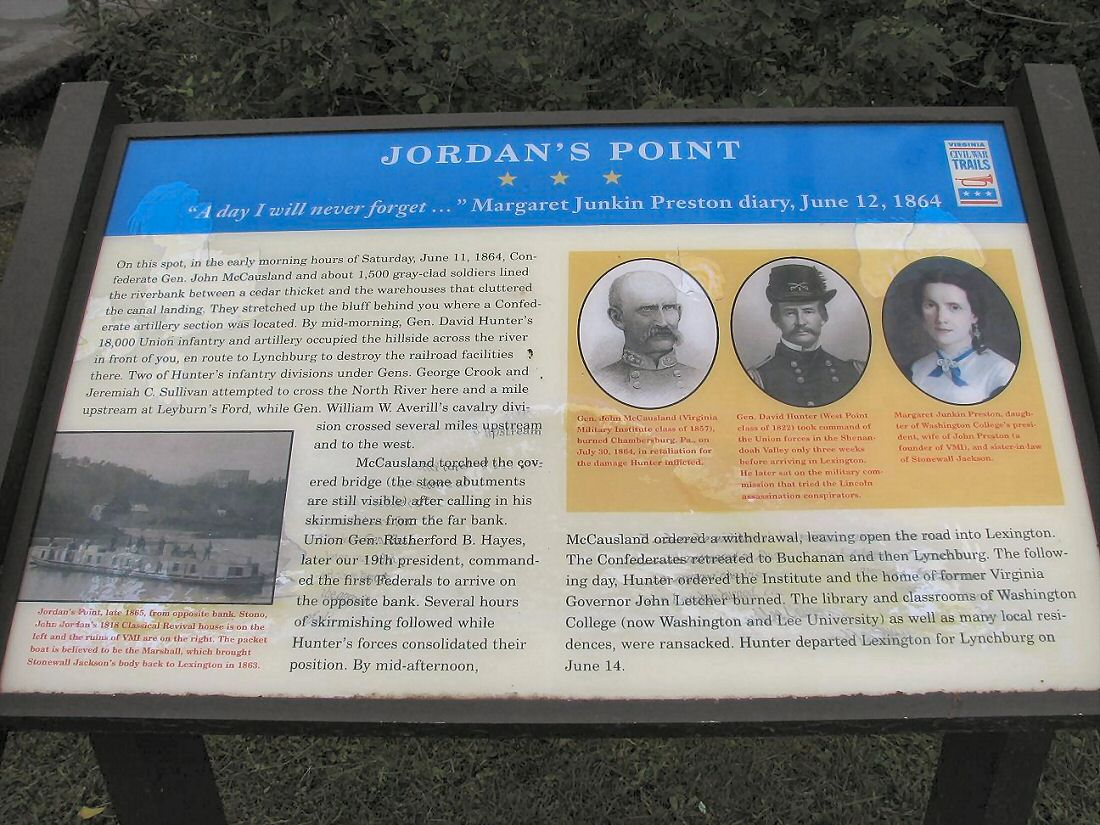 JORDAN'S POINT
"A day I will never forget ..." Margaret Junkin Preston diary, June 12, 1864
VIRGINIA
CIVIL WAR
TRAILS
On this spot, in the early morning hours of Saturday, June 11, 1864, Con-
federate Gen. John McCausland and about 1,500 gray-clad soldiers lined
the riverbank between a cedar thicket and the warehouses that cluttered
the canal landing. They stretched up the bluff behind you where a Confed-
erate artillery section was located. By mid-morning, Gen. David Hunter's
18,000 Union infantry and artillery occupied the hillside across the river
in front of you, en route to Lynchburg to destroy the railroad facilities
there. Two of Hunter's infantry divisions under Gens. George Crook and
Jeremiah C. Sullivan attempted to cross the North River here and a mile
upstream at Leyburn's Ford, while Gen. William W. Averill's cavalry divi-
sion crossed several miles upstream
and to the west.
McCausland torched the cov-
ered bridge (the stone abutments
are still visible) after calling in his
skirmishers from the far bank.
Union Gen. Rutherford B. Hayes,
later our 19th president, command-
ed the first Federals to arrive on
the opposite bank. Several hours
of skirmishing followed while
Hunter's forces consolidated their
position. By mid-afternoon,
Jordan's Point, late 1865, from opposite bank. Stono,
John Jordan's 1818 Classical Revival house is on the
left and the ruins of VMI are on the right. The packet
boat is believed to be the Marshall, which brought
Stonewall Jackson's body back to Lexington in 1863.
Gen. John McCausland (Virginia
Military Institute class of 1857),
burned Chambersburg, Pa., on
July 30, 1864, in retaliation for
the damage Hunter inflicted.
Gen. David Hunter (West Point
class of 1822) took command of
the Union forces in the Shenan-
doah Valley only three weeks
before arriving in Lexington.
He later sat on the military com-
mission that tried the Lincoln
assassination conspirators.
Margaret Junkin Preston, daugh-
ter of Washington College's presi-
dent, wife of John Preston (a
founder of VMI), and sister-in-law
of Stonewall Jackson.
McCausland ordered a withdrawal, leaving open the road into Lexington.
The Confederates retreated to Buchanan and then Lynchburg. The follow-
ing day, Hunter ordered the Institute and the home of former Virginia
Governor John Letcher burned. The library and classrooms of Washington
College (now Washington and Lee University) as well as many local resi-
dences, were ransacked. Hunter departed Lexington for Lynchburg on
June 14.